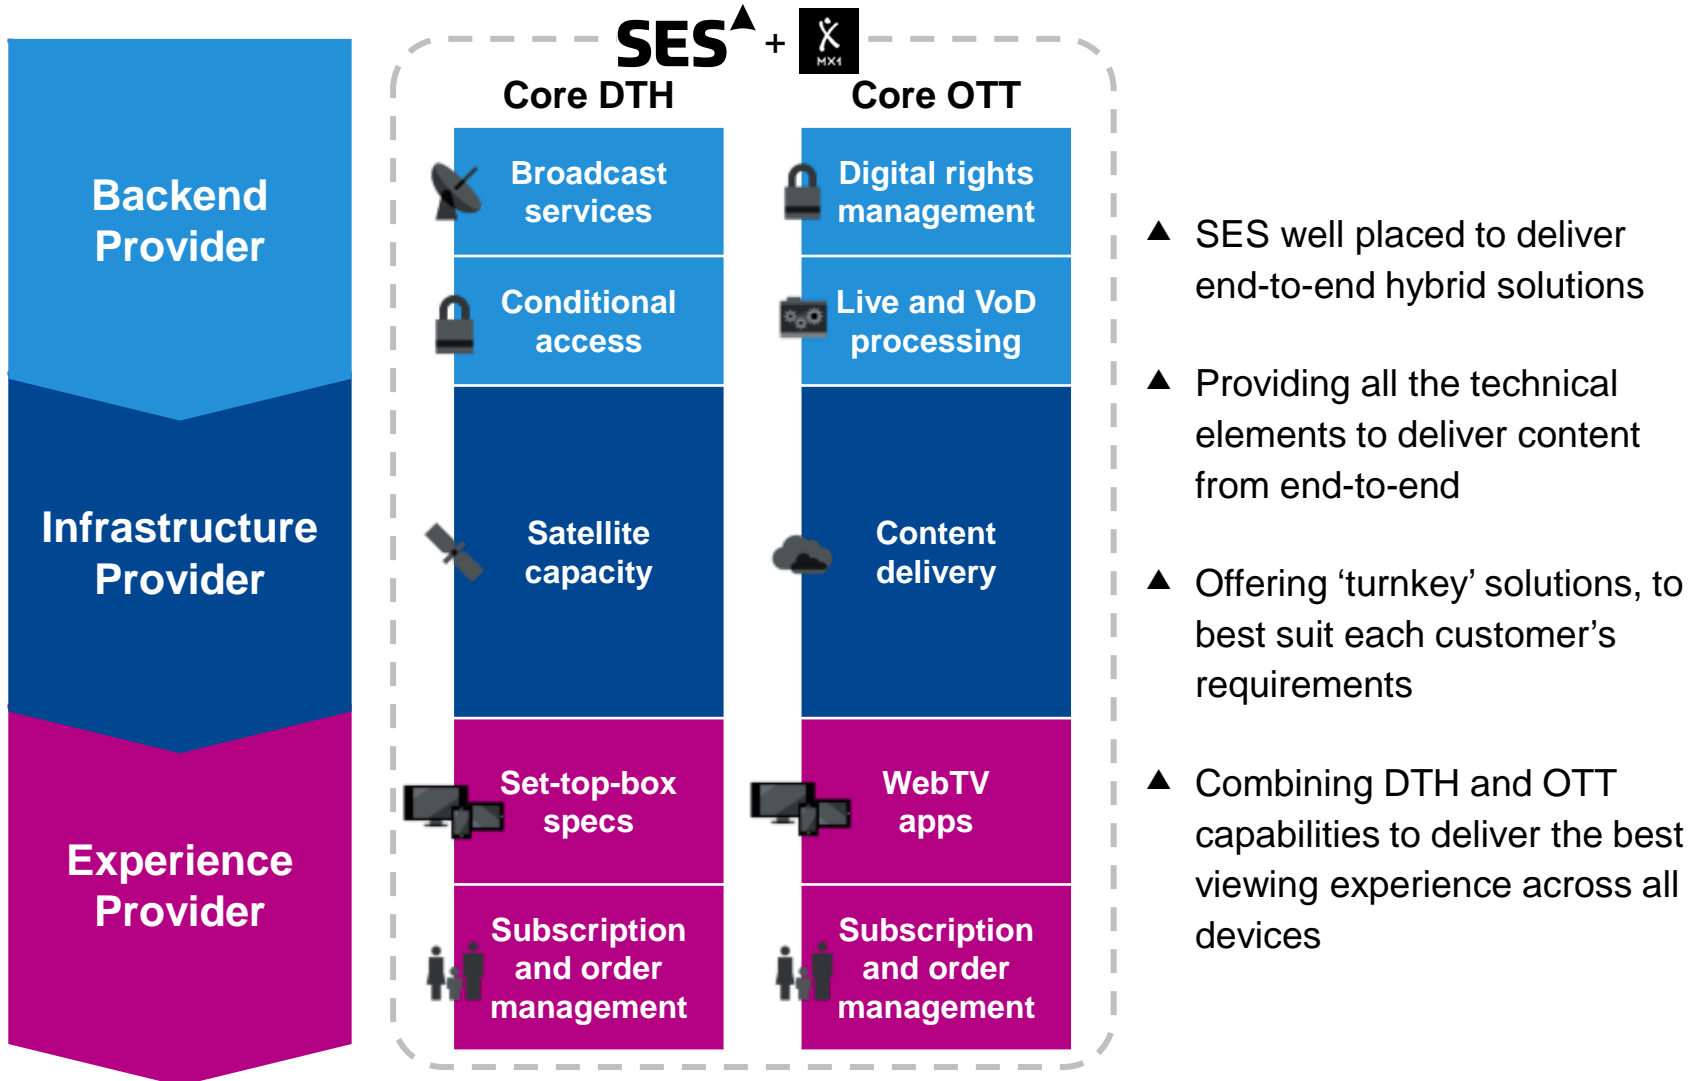 SES +
MX1
Core DTH
Core OTT
Backend
Provider
Infrastructure
Provider
Experience
Provider
Broadcast
services
Conditional
access
Satellite
capacity
Set-top-box
specs
Subscription
and order
management
Digital rights
management
Live and VoD
processing
Content
delivery
WebTV
apps
Subscription
and order
management
▲ SES well placed to deliver
end-to-end hybrid solutions
▲ Providing all the technical
elements to deliver content
from end-to-end
▲ Offering ‘turnkey’ solutions, to
best suit each customer’s
requirements
▲ Combining DTH and OTT
capabilities to deliver the best
viewing experience across all
devices